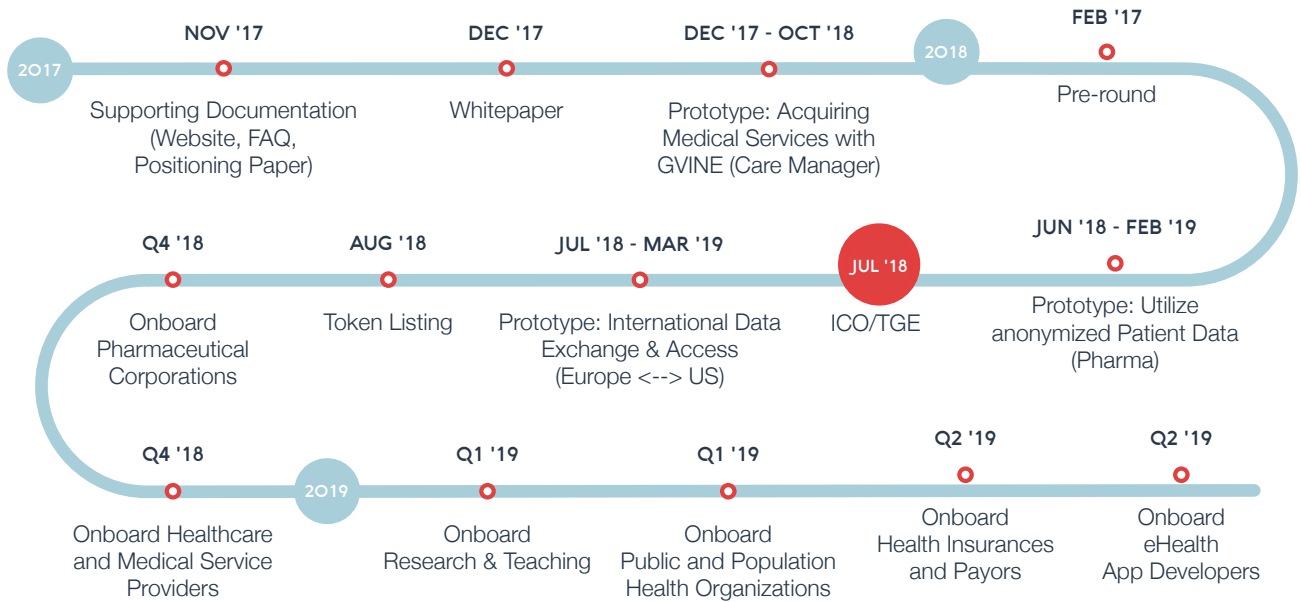 2017
NOV '17
Supporting Documentation
(Website, FAQ,
Positioning Paper)
DEC '17
Whitepaper
DEC '17 - OCT '18
Prototype: Acquiring
Medical Services with
GVINE (Care Manager)
2018
FEB '17
Pre-round
JUN '18 - FEB '19
Prototype: Utilize
anonymized Patient Data
(Pharma)
JUL '18
ICO/TGE
JUL '18 - MAR '19
Prototype: International Data
Exchange & Access
(Europe <--> US)
AUG '18
Token Listing
Q4 '18
Onboard
Pharmaceutical
Corporations
Q4 '18
Onboard Healthcare
and Medical Service
Providers
2019
Q1 '19
Onboard
Research & Teaching
Q1 '19
Onboard
Public and Population
Health Organizations
Q2 '19
Onboard
Health Insurances
and Payors
Q2 '19
Onboard
eHealth
App Developers